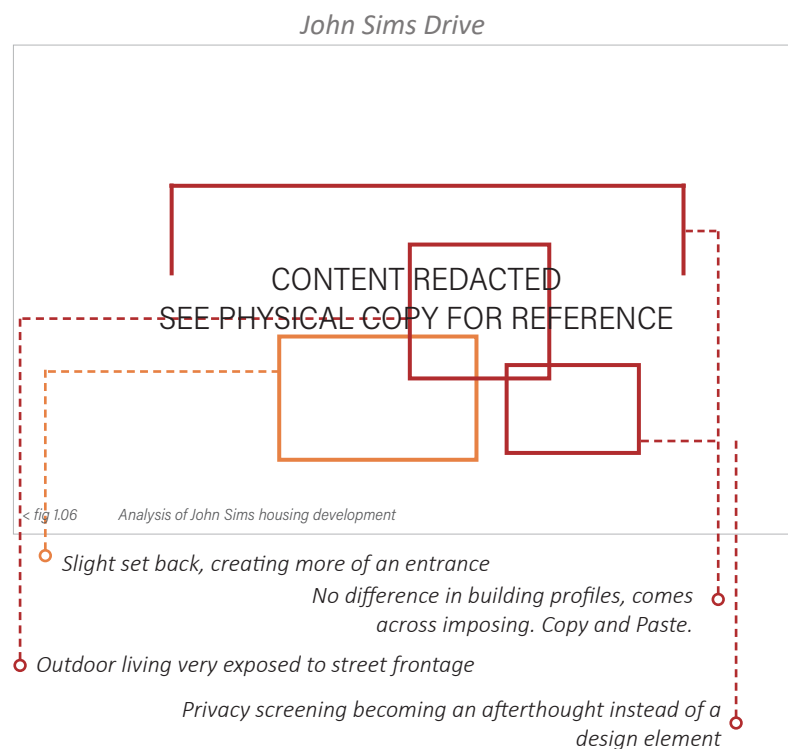 John Sims Drive
CONTENT REDACTED
SEE PHYSICAL COPY FOR REFERENCE
< fig 1.06 Analysis of John Sims housing development
Slight set back, creating more of an entrance
No difference in building profiles, comes
across imposing. Copy and Paste.
Outdoor living very exposed to street frontage
Privacy screening becoming an afterthought instead of a
design element